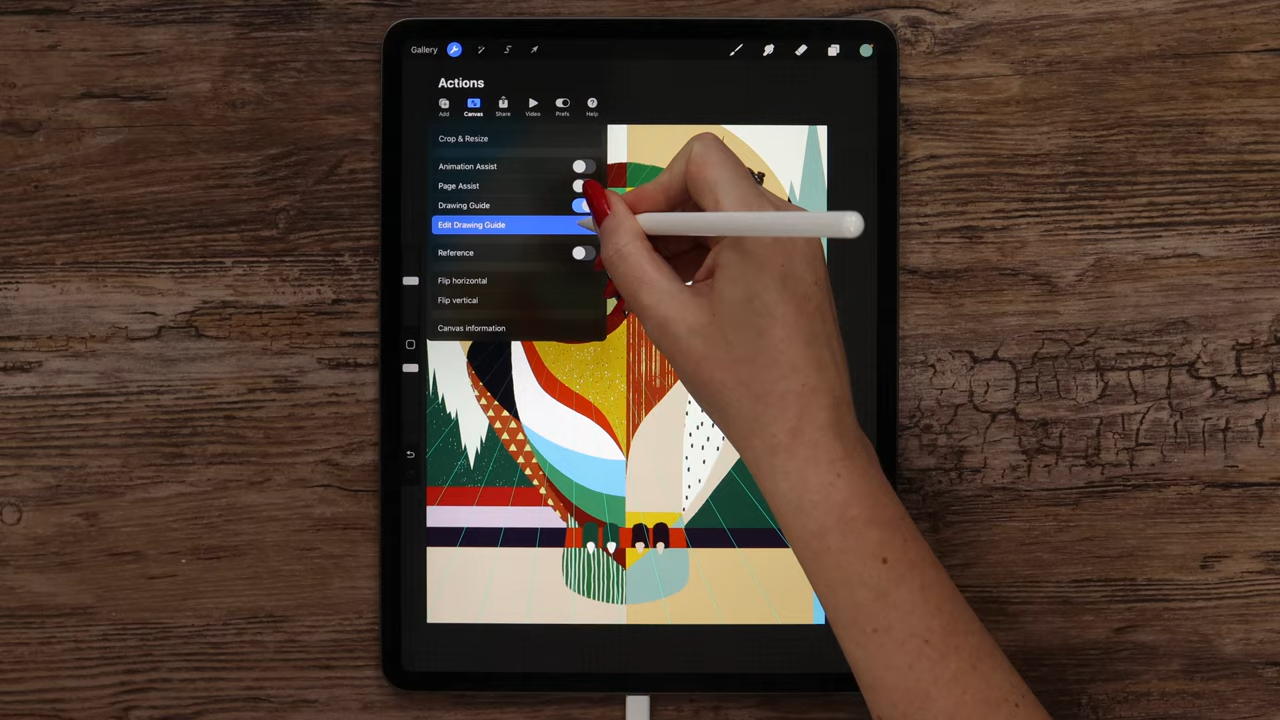 Gallery
Actions
Add Canvas Share Video Prefs Help
Crop & Resize
Animation Assist
Page Assist
Drawing Guide
Edit Drawing Guide
Reference
Flip horizontal
Flip vertical
Canvas information